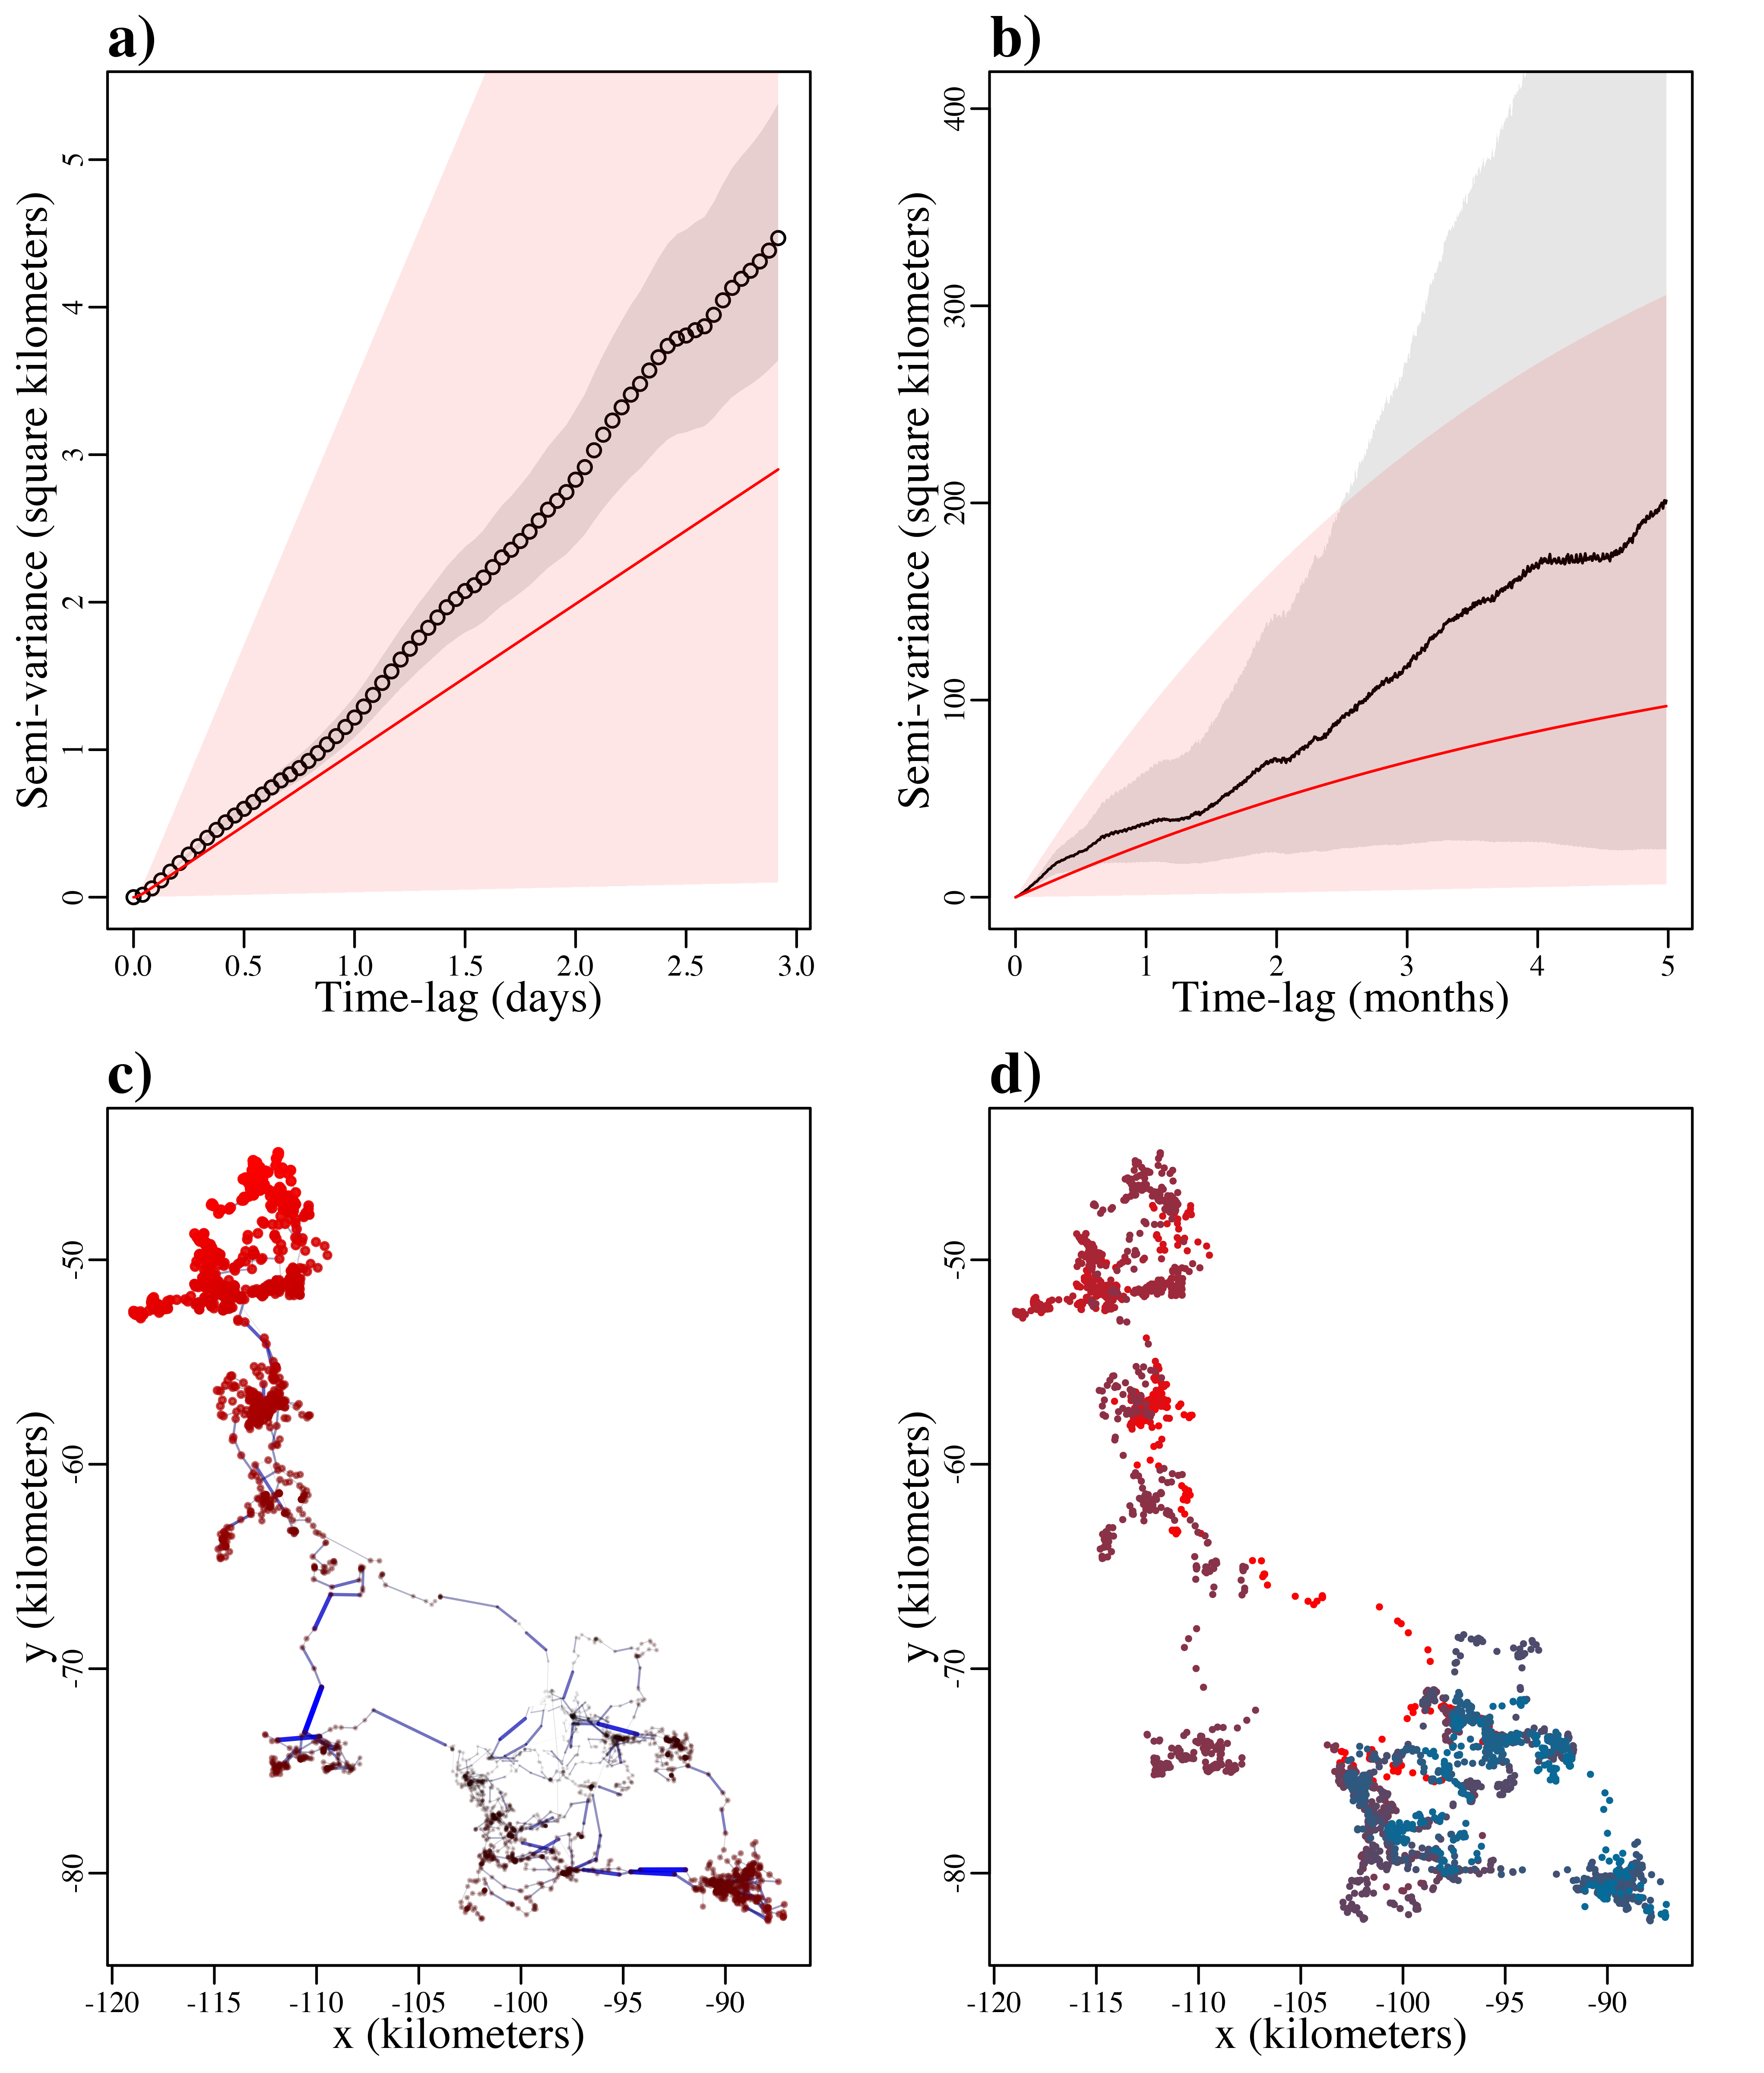 a)
Semi-variance (square kilometers)
5
4
3
2
1
0
0.0 0.5 1.0 1.5 2.0 2.5 3.0
Time-lag (days)
b)
Semi-variance (square kilometers)
400
300
200
100
0
0 1 2 3 4 5
Time-lag (months)
c)
y (kilometers)
-50
-60
-70
-80
-120 -115 -110 -105 -100 -95 -90
x (kilometers)
d)
y (kilometers)
-50
-60
-70
-80
-120 -115 -110 -105 -100 -95 -90
x (kilometers)